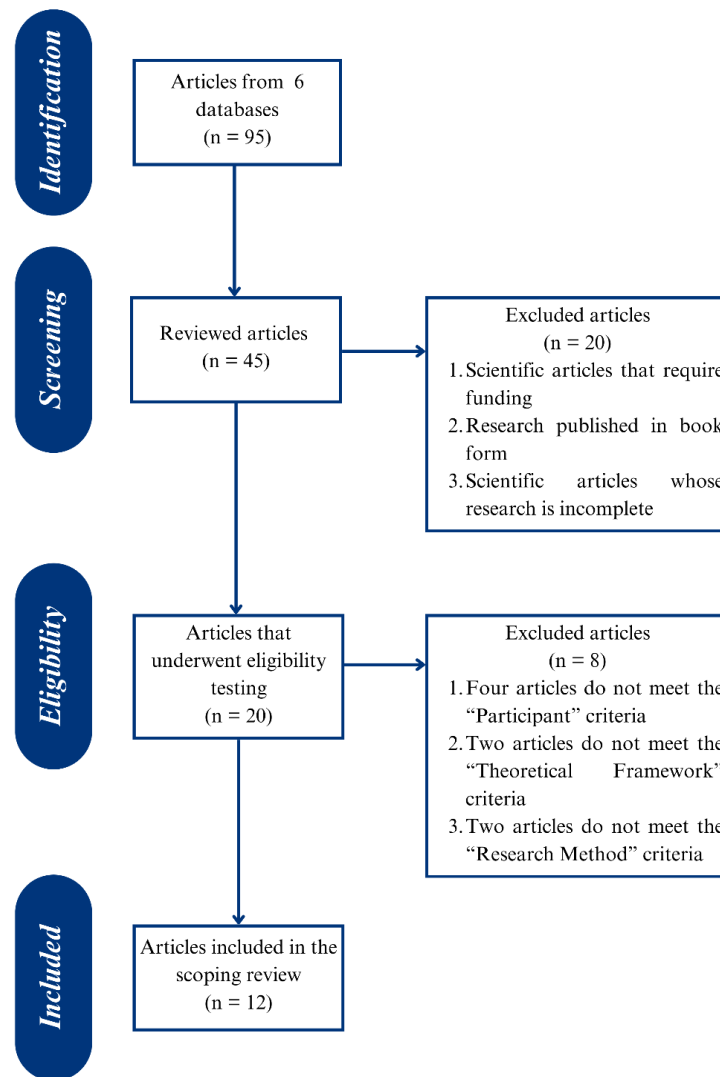 Identification
Articles from 6
databases
(n = 95)
Screening
Reviewed articles
(n = 45)
Excluded articles
(n = 20)
1. Scientific articles that require
funding
2. Research published in book
form
3. Scientific articles whose
research is incomplete
Eligibility
Articles that
underwent eligibility
testing
(n = 20)
Excluded articles
(n = 8)
1. Four articles do not meet the
“Participant” criteria
2. Two articles do not meet the
“Theoretical Framework”
criteria
3. Two articles do not meet the
“Research Method” criteria
Included
Articles included in the
scoping review
(n = 12)